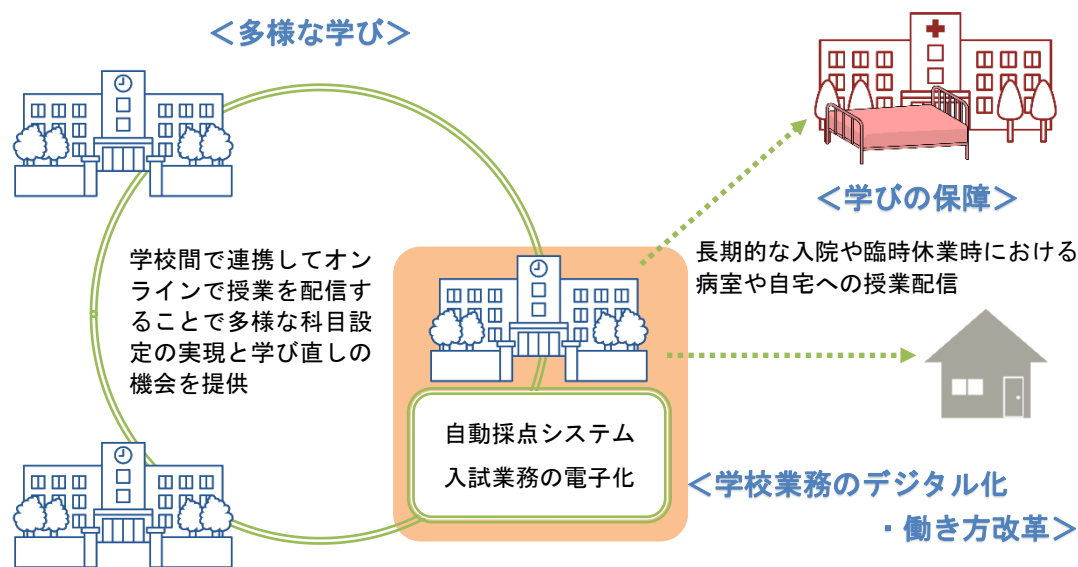 ＜多様な学び＞
学校間で連携してオン
ラインで授業を配信す
ることで多様な科目設
定の実現と学び直しの
機会を提供
＜学びの保障＞
長期的な入院や臨時休業時における
病室や自宅への授業配信
自動採点システム
入試業務の電子化
＜学校業務のデジタル化
・働き方改革＞